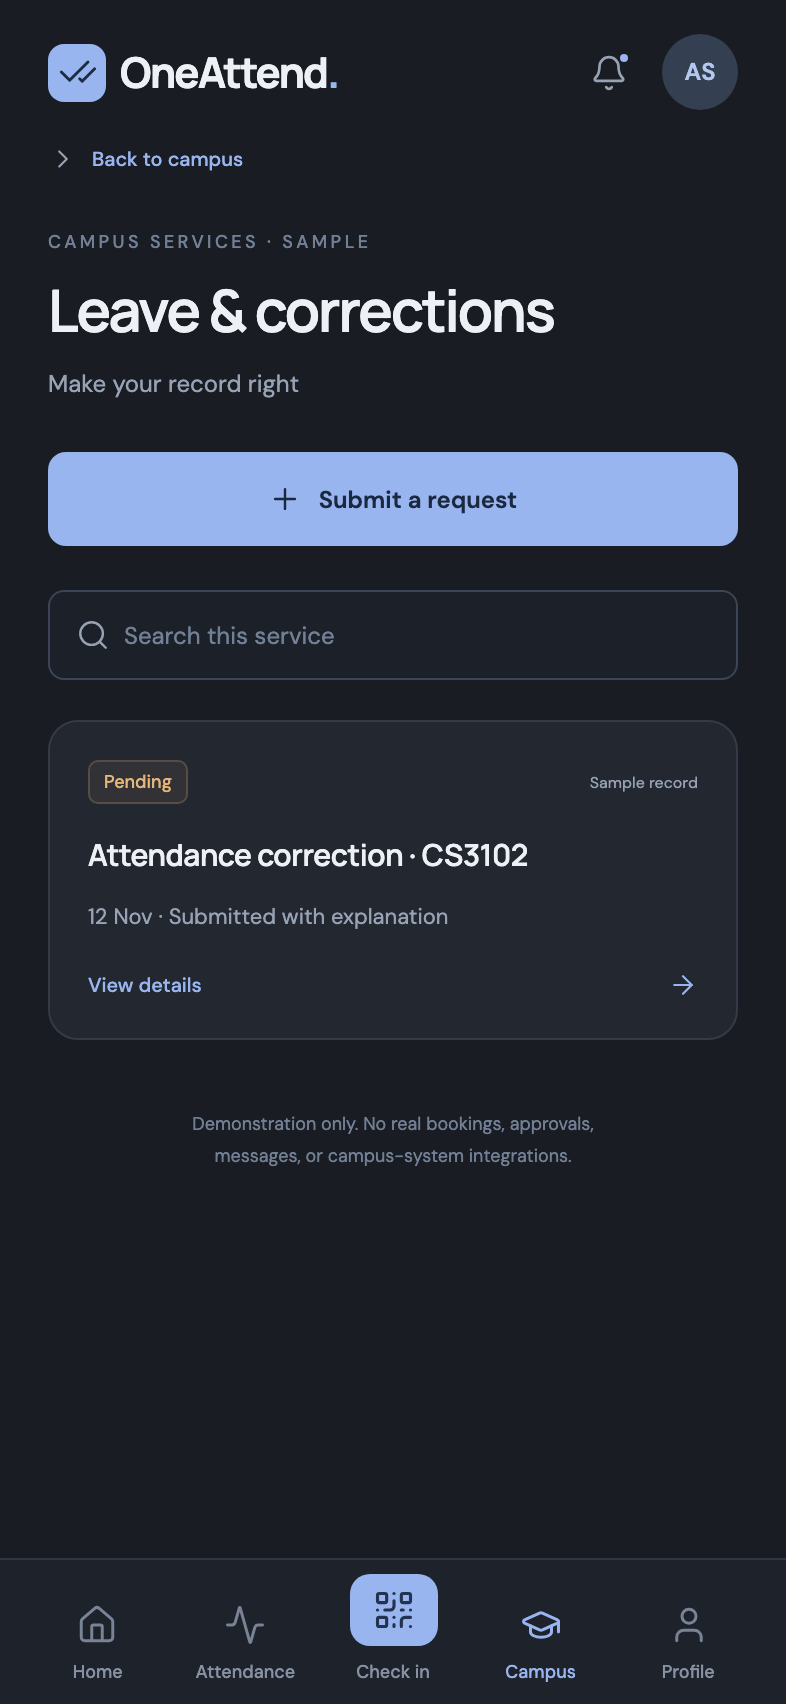 OneAttend.
AS
Back to campus
CAMPUS SERVICES · SAMPLE
Leave & corrections
Make your record right
Submit a request
Search this service
Pending
Sample record
Attendance correction · CS3102
12 Nov · Submitted with explanation
View details
Demonstration only. No real bookings, approvals,
messages, or campus-system integrations.
Home
Attendance
Check in
Campus
Profile